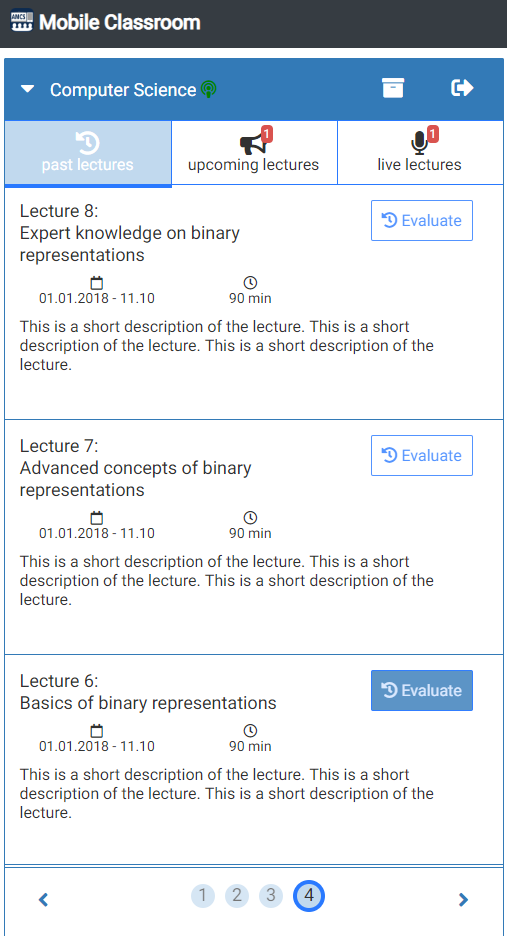 AMCS Mobile Classroom
Computer Science
1 1
past lectures upcoming lectures live lectures
Lecture 8:
Expert knowledge on binary
representations
Evaluate
01.01.2018 - 11.10 90 min
This is a short description of the lecture. This is a short
description of the lecture. This is a short description of the
lecture.
Lecture 7:
Advanced concepts of binary
representations
Evaluate
01.01.2018 - 11.10 90 min
This is a short description of the lecture. This is a short
description of the lecture. This is a short description of the
lecture.
Lecture 6:
Basics of binary representations
Evaluate
01.01.2018 - 11.10 90 min
This is a short description of the lecture. This is a short
description of the lecture. This is a short description of the
lecture.
1 2 3 4